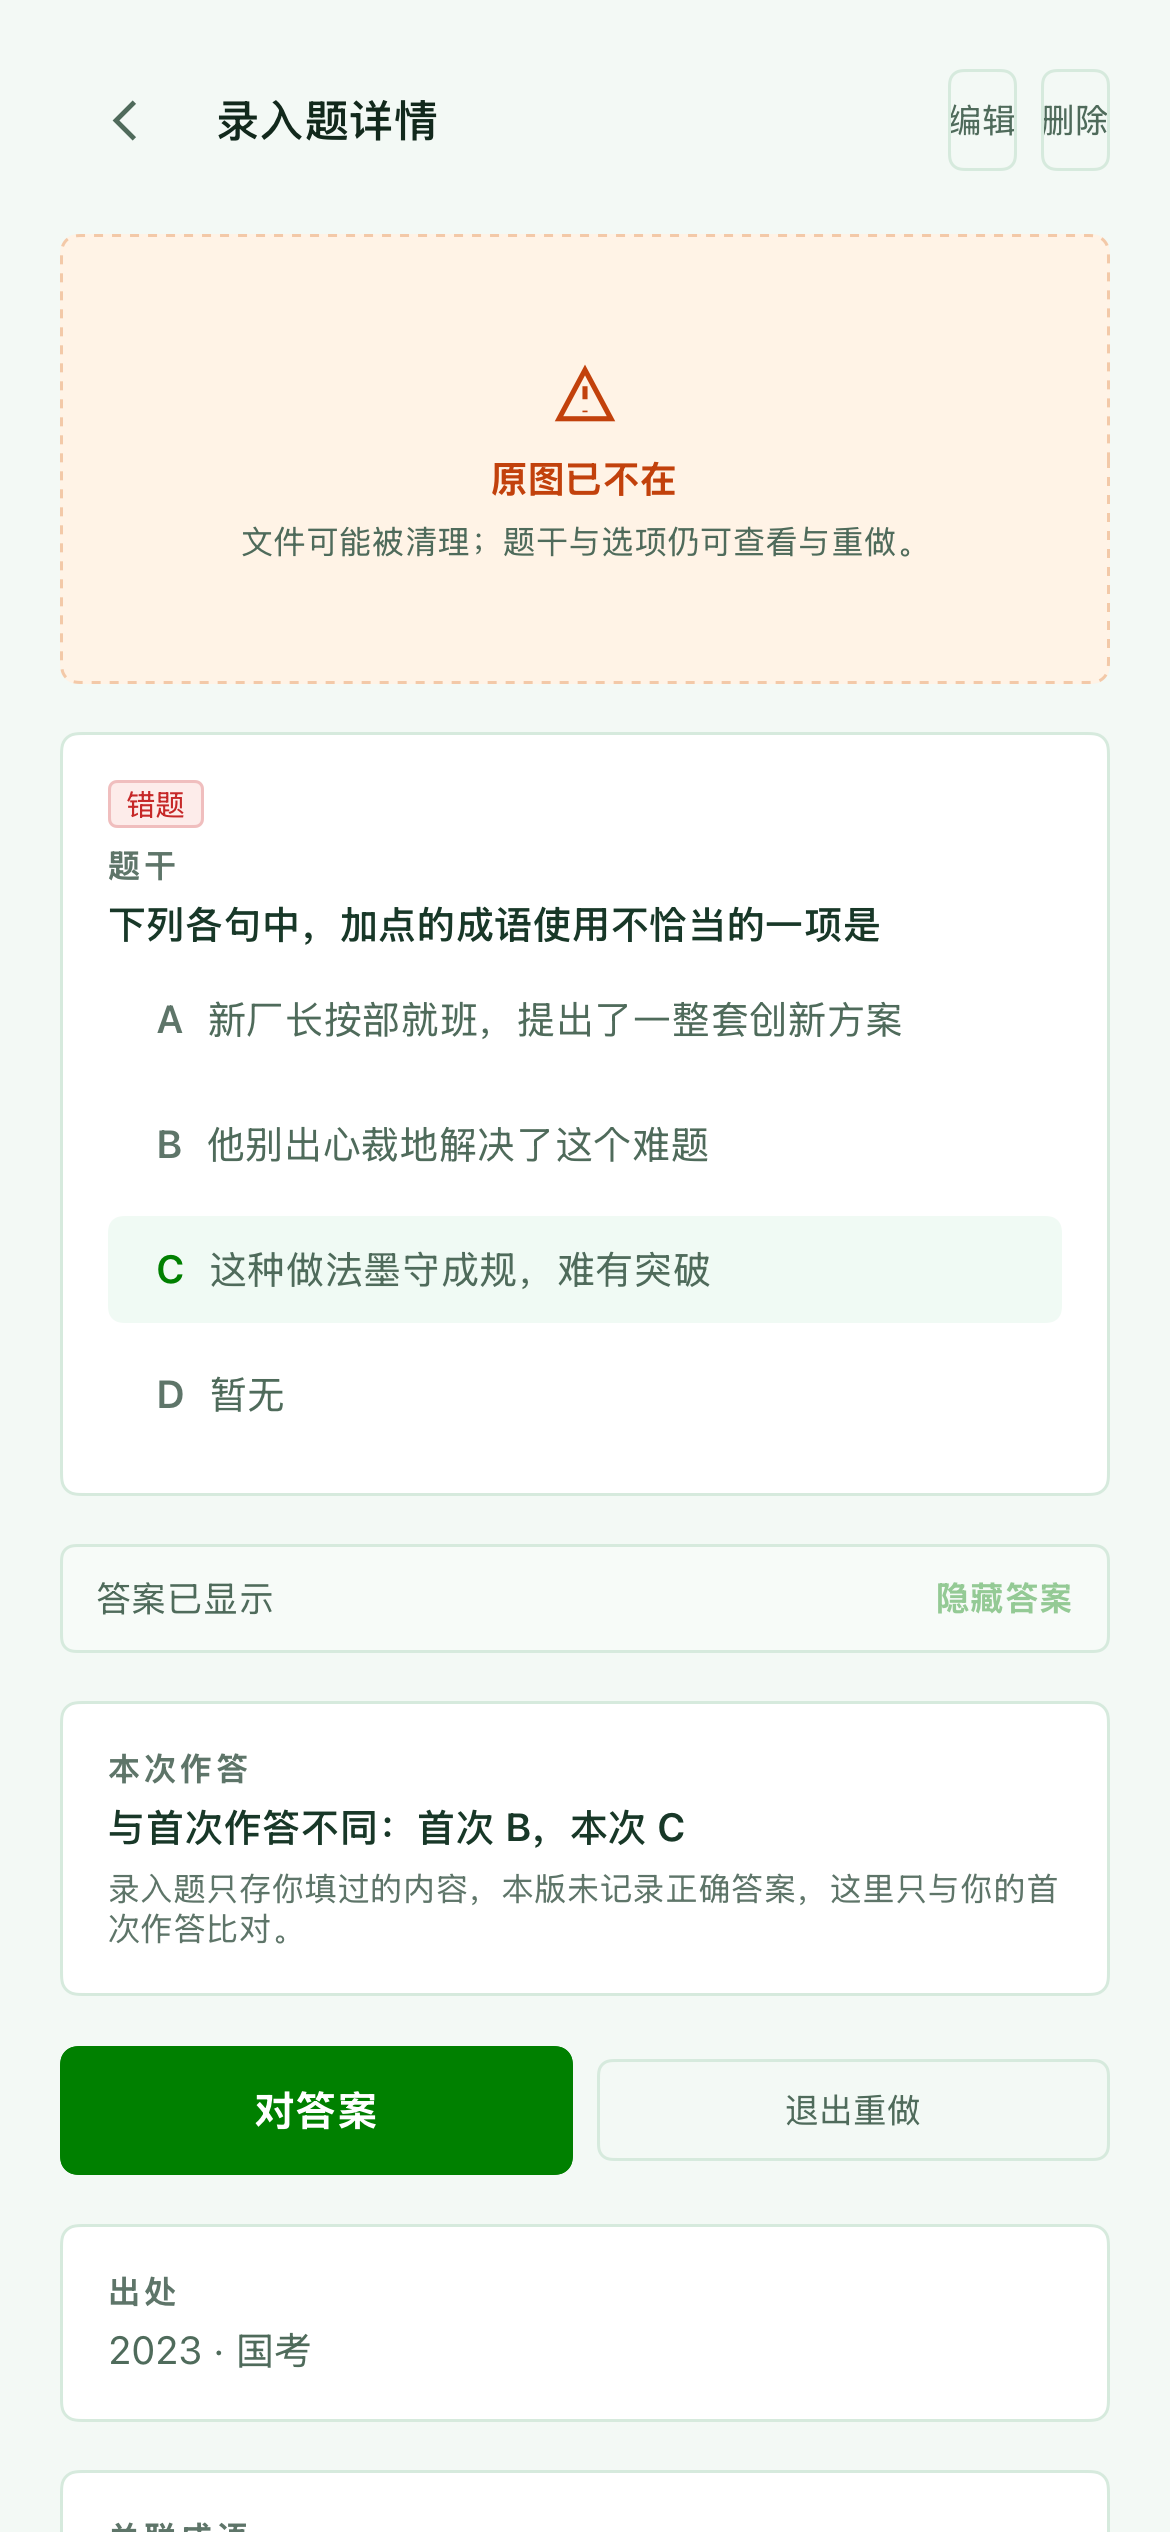 录入题详情
编辑
删除
原图已不在
文件可能被清理；题干与选项仍可查看与重做。
错题
题干
下列各句中，加点的成语使用不恰当的一项是
A 新厂长按部就班，提出了一整套创新方案
B 他别出心裁地解决了这个难题
C 这种做法墨守成规，难有突破
D 暂无
答案已显示
隐藏答案
本次作答
与首次作答不同：首次 B，本次 C
录入题只存你填过的内容，本版未记录正确答案，这里只与你的首
次作答比对。
对答案
退出重做
出处
2023 · 国考